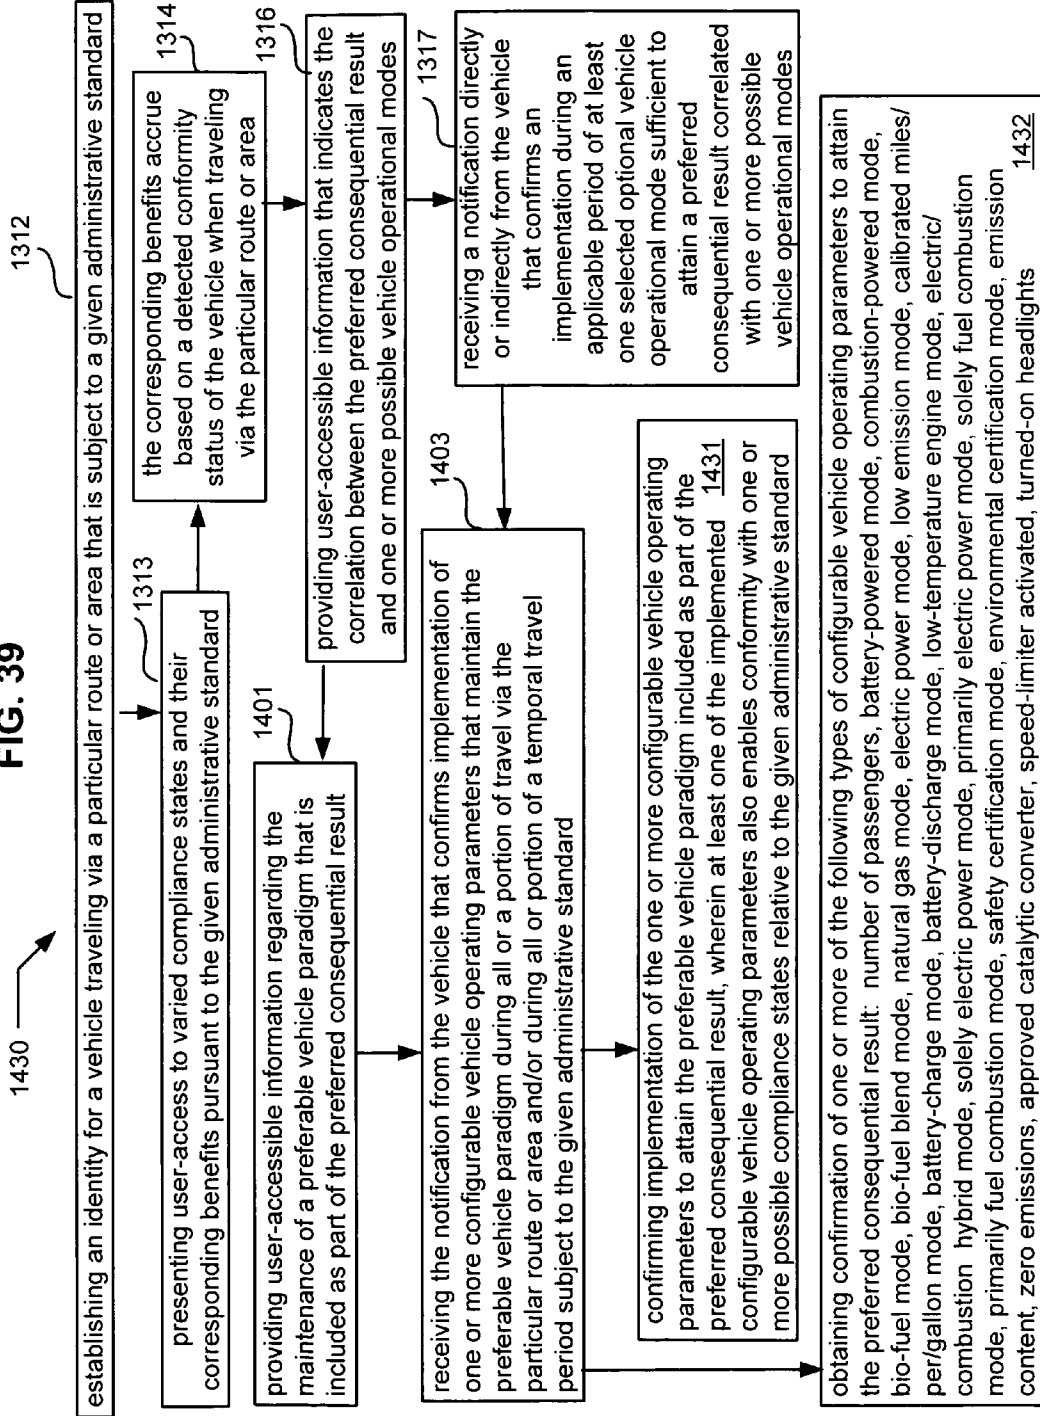 FIG. 39
1430
1312
establishing an identity for a vehicle traveling via a particular route or area that is subject to a given administrative standard
1313
presenting user-access to varied compliance states and their
corresponding benefits pursuant to the given administrative standard
1314
the corresponding benefits accrue
based on a detected conformity
status of the vehicle when traveling
via the particular route or area
1316
providing user-accessible information that indicates the
correlation between the preferred consequential result
and one or more possible vehicle operational modes
1317
receiving a notification directly
or indirectly from the vehicle
that confirms an
implementation during an
applicable period of at least
one selected optional vehicle
operational mode sufficient to
attain a preferred
consequential result correlated
with one or more possible
vehicle operational modes
1401
providing user-accessible information regarding the
maintenance of a preferable vehicle paradigm that is
included as part of the preferred consequential result
1403
receiving the notification from the vehicle that confirms implementation of
one or more configurable vehicle operating parameters that maintain the
preferable vehicle paradigm during all or a portion of travel via the
particular route or area and/or during all or portion of a temporal travel
period subject to the given administrative standard
confirming implementation of the one or more configurable vehicle operating
parameters to attain the preferable vehicle paradigm included as part of the
preferred consequential result, wherein at least one of the implemented 1431
configurable vehicle operating parameters also enables conformity with one or
more possible compliance states relative to the given administrative standard
obtaining confirmation of one or more of the following types of configurable vehicle operating parameters to attain
the preferred consequential result: number of passengers, battery-powered mode, combustion-powered mode,
bio-fuel mode, bio-fuel blend mode, natural gas mode, electric power mode, low emission mode, calibrated miles/
per/gallon mode, battery-charge mode, battery-discharge mode, low-temperature engine mode, electric/
combustion hybrid mode, solely electric power mode, primarily electric power mode, solely fuel combustion
mode, primarily fuel combustion mode, safety certification mode, environmental certification mode, emission
content, zero emissions, approved catalytic converter, speed-limiter activated, turned-on headlights 1432